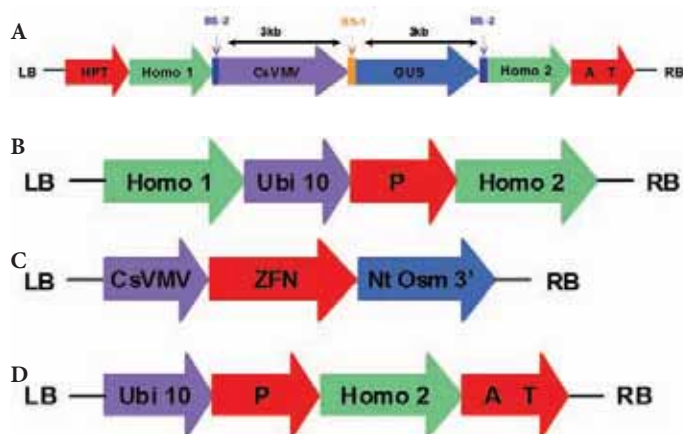 A
BS-2 BS-1 BS-2
3kb 3kb
LB HPT Homo 1 CsVMV GUS Homo 2 A T RB
B
LB Homo 1 Ubi 10 P Homo 2 RB
C
LB CsVMV ZFN Nt Osm 3' RB
D
LB Ubi 10 P Homo 2 A T RB